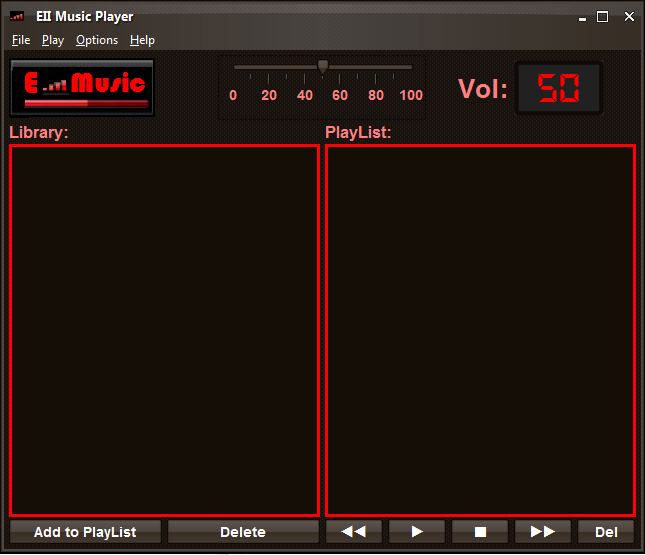 EII Music Player
File Play Options Help
E Music
0 20 40 60 80 100
Vol: 50
Library:
PlayList:
Add to PlayList
Delete
Del